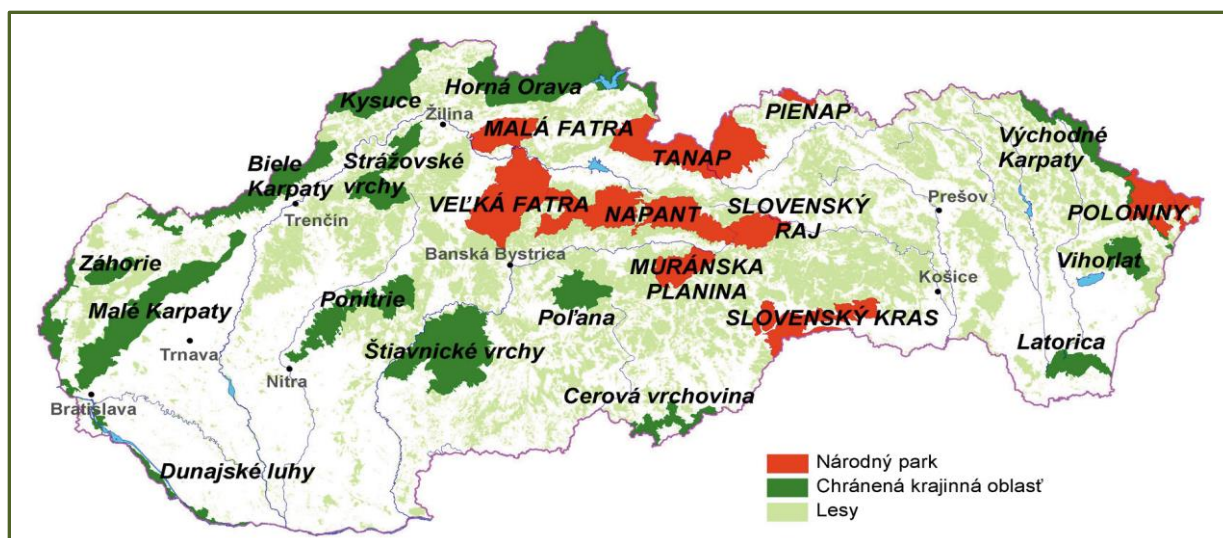 Kysuce
Horná Orava
Žilina
MALÁ FATRA
PIENAP
TANAP
Východné
Karpaty
Biele
Karpaty
Strážovské
vrchy
Trenčín
VEĽKÁ FATRA
NAPANT
SLOVENSKÝ
RAJ
Prešov
POLONINY
Banská Bystrica
Záhorie
MURÁNSKA
PLANINA
Vihorlat
Košice
Malé Karpaty
Ponitrie
Poľana
SLOVENSKÝ KRAS
Trnava
Štiavnické vrchy
Latorica
Nitra
Cerová vrchovina
Bratislava
Dunajské luhy
Národný park
Chránená krajinná oblasť
Lesy